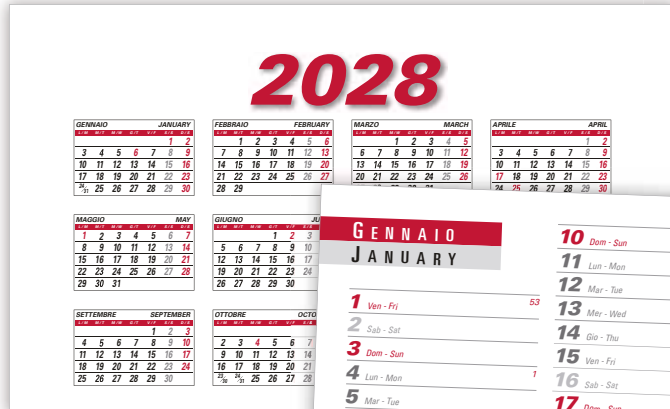 2028
GENNAIO JANUARY
L/M M/T M/W G/T V/F S/S D/S
1 2
3 4 5 6 7 8 9
10 11 12 13 14 15 16
17 18 19 20 21 22 23
24/31 25 26 27 28 29 30
FEBBRAIO FEBRUARY
L/M M/T M/W G/T V/F S/S D/S
1 2 3 4 5 6
7 8 9 10 11 12 13
14 15 16 17 18 19 20
21 22 23 24 25 26 27
28 29
MARZO MARCH
L/M M/T M/W G/T V/F S/S D/S
1 2 3 4 5
6 7 8 9 10 11 12
13 14 15 16 17 18 19
20 21 22 23 24 25 26
APRILE APRIL
L/M M/T M/W G/T V/F S/S D/S
1 2
3 4 5 6 7 8 9
10 11 12 13 14 15 16
17 18 19 20 21 22 23
24 25 26 27 28 29 30
MAGGIO MAY
L/M M/T M/W G/T V/F S/S D/S
1 2 3 4 5 6 7
8 9 10 11 12 13 14
15 16 17 18 19 20 21
22 23 24 25 26 27 28
29 30 31
GIUGNO
L/M M/T M/W G/T V/F S/S
1 2 3
5 6 7 8 9 10
12 13 14 15 16
19 20 21 22 23 24
26 27 28 29 30
SETTEMBRE SEPTEMBER
L/M M/T M/W G/T V/F S/S D/S
1 2 3
4 5 6 7 8 9 10
11 12 13 14 15 16 17
18 19 20 21 22 23 24
25 26 27 28 29 30
OTTOBRE
L/M M/T M/W G/T V/F
2 3 4 5 6 7
9 10 11 12 13 14
16 17 18 19 20 21
23/30 24/31 25 26 27 28
GENNAIO
JANUARY
1 Ven - Fri 53
2 Sab - Sat
3 Dom - Sun
4 Lun - Mon 1
5 Mar - Tue
10 Dom - Sun
11 Lun - Mon
12 Mar - Tue
13 Mer - Wed
14 Gio - Thu
15 Ven - Fri
16 Sab - Sat
17 Dom - Sun